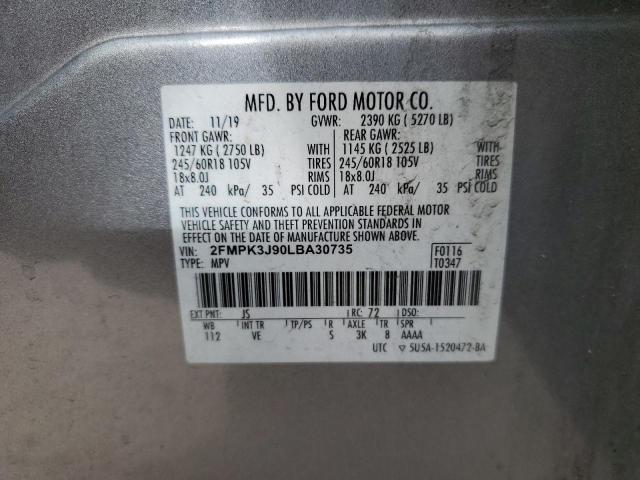 MFD. BY FORD MOTOR CO.
DATE: 11/19 GVWR: 2390 KG ( 5270 LB)
FRONT GAWR: REAR GAWR:
1247 KG ( 2750 LB) WITH 1145 KG ( 2525 LB) WITH
245/60R18 105V TIRES 245/60R18 105V TIRES
18x8.0J RIMS 18x8.0J RIMS
AT 240 kPa/ 35 PSI COLD AT 240 kPa/ 35 PSI COLD
THIS VEHICLE CONFORMS TO ALL APPLICABLE FEDERAL MOTOR
VEHICLE SAFETY AND THEFT PREVENTION STANDARDS IN
EFFECT ON THE DATE OF MANUFACTURE SHOWN ABOVE.
VIN: 2FMPK3J90LBA30735 F0116
TYPE: MPV T0347
EXT PNT: JS RC: 72 DSO:
WB INT TR TP/PS R AXLE TR SPR
112 VE S 3K 8 AAAA
UTC ▽ 5U5A-1520472-BA